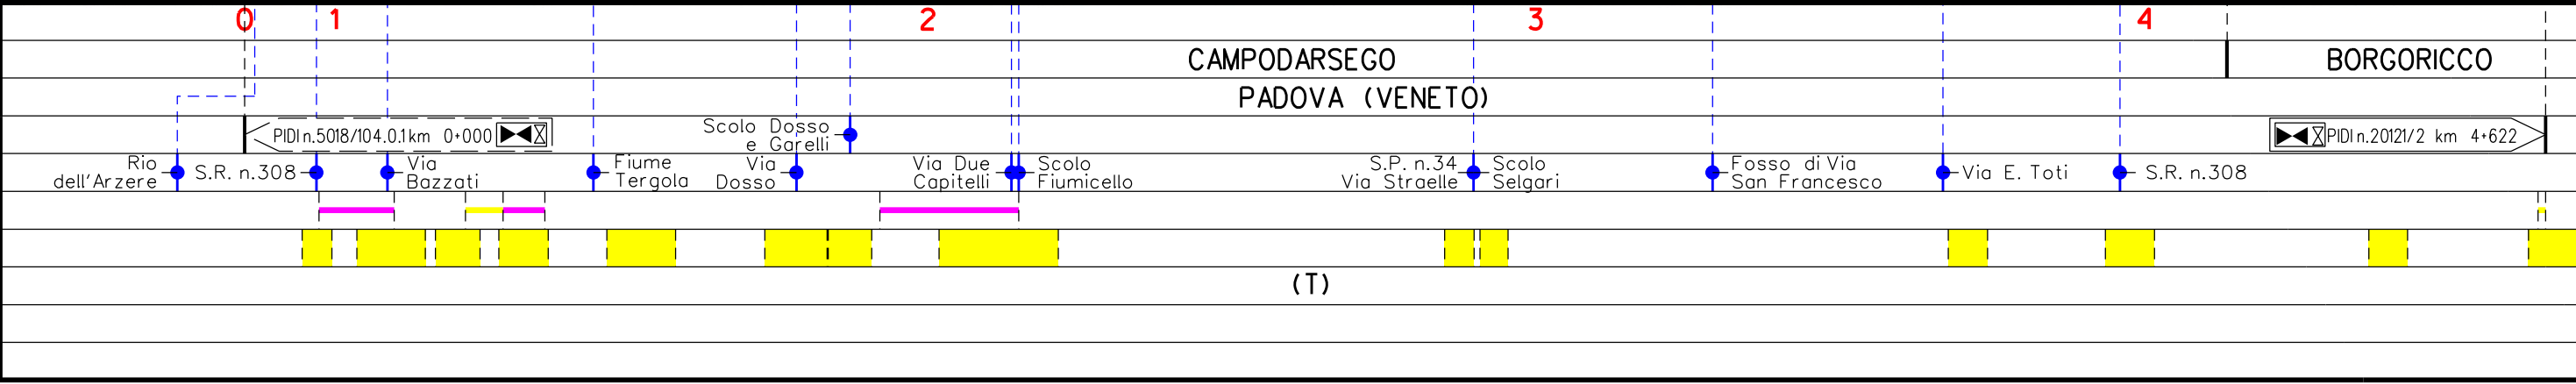 0 1 2 3 4
CAMPODARSEGO BORGORICCO
PADOVA (VENETO)
PIDI n.5018/104.0.1 km 0+000
Scolo Dosso
e Garelli
PIDI n.20121/2 km 4+622
Rio
dell'Arzere
S.R. n.308
Via
Bazzati
Fiume
Tergola
Via
Dosso
Via Due
Capitelli
Scolo
Fiumicello
S.P. n.34
Via Straelle
Scolo
Selgari
Fosso di Via
San Francesco
Via E. Toti
S.R. n.308
(T)